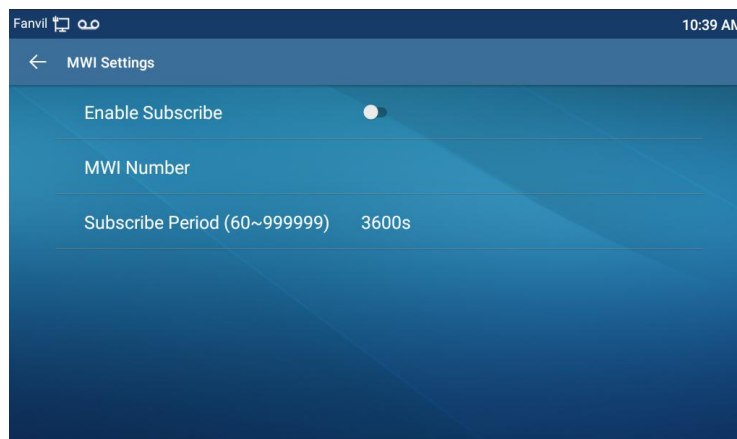 Fanvil 10:39 AM
MWI Settings
Enable Subscribe
MWI Number
Subscribe Period (60~999999) 3600s